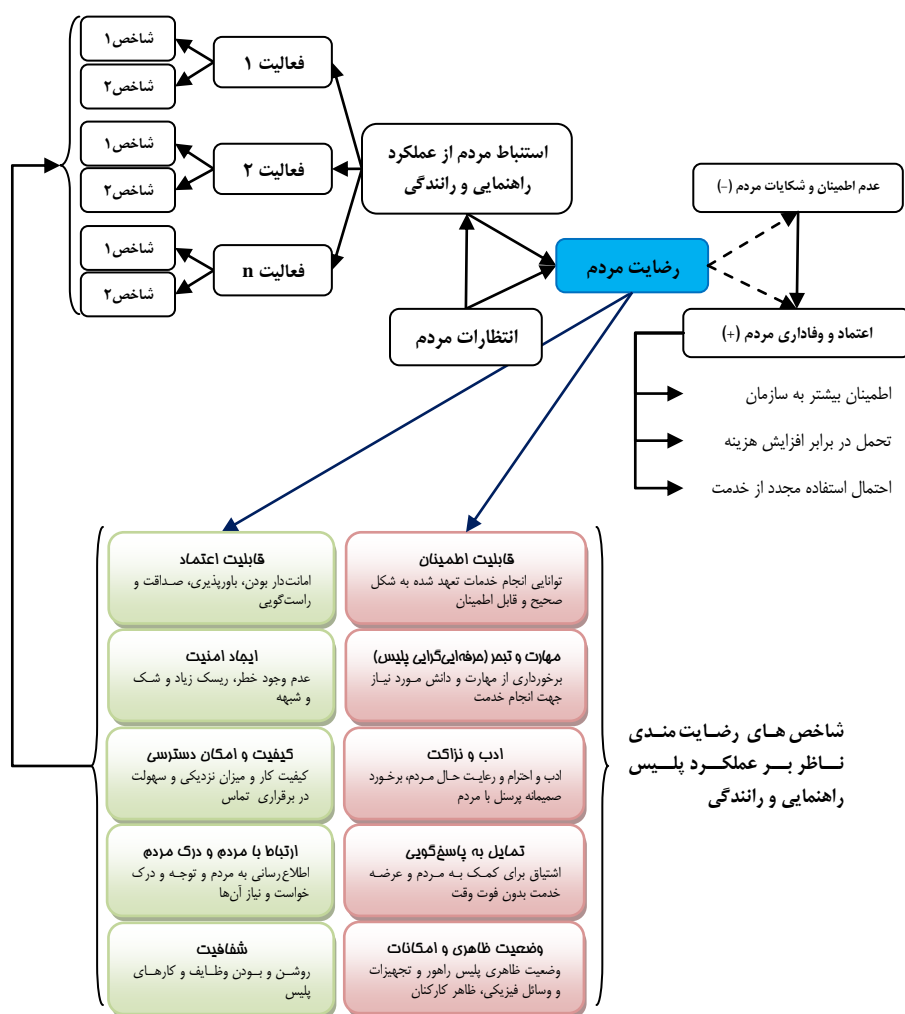 شاخص۱
شاخص۲
فعالیت ۱
شاخص۱
شاخص۲
فعالیت ۲
شاخص۱
شاخص۲
فعالیت n
استنباط مردم از عملکرد
راهنمایی و رانندگی
انتظارات مردم
رضایت مردم
عدم اطمینان و شکایات مردم (–)
اعتماد و وفاداری مردم (+)
اطمینان بیشتر به سازمان
تحمل در برابر افزایش هزینه
احتمال استفاده مجدد از خدمت
شاخص های رضایت مندی
ناظر بر عملکرد پلیس
راهنمایی و رانندگی
قابلیت اطمینان
توانایی انجام خدمات تعهد شده به شکل
صحیح و قابل اطمینان
مهارت و تبحر (حرفه‌ایی‌گرایی پلیس)
برخورداری از مهارت و دانش مورد نیاز
جهت انجام خدمت
ادب و نزاکت
ادب و احترام و رعایت حال مردم، برخورد
صمیمانه پرسنل با مردم
تمایل به پاسخ‌گویی
اشتیاق برای کمک به مردم و عرضه
خدمت بدون فوت وقت
وضعیت ظاهری و امکانات
وضعیت ظاهری پلیس راهور و تجهیزات
و وسائل فیزیکی، ظاهر کارکنان
قابلیت اعتماد
امانت‌دار بودن، باورپذیری، صداقت و
راست‌گویی
ایجاد امنیت
عدم وجود خطر، ریسک زیاد و شک
و شبهه
کیفیت و امکان دسترسی
کیفیت کار و میزان نزدیکی و سهولت
در برقراری تماس
ارتباط با مردم و درک مردم
اطلاع‌رسانی به مردم و توجه و درک
خواست و نیاز آن‌ها
شفافیت
روشن و بودن وظایف و کارهای
پلیس